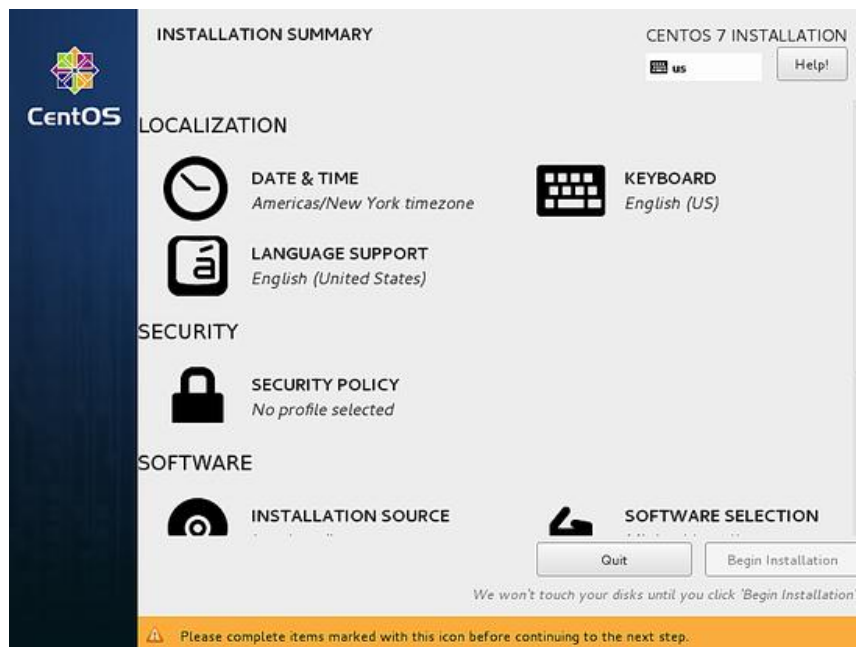 INSTALLATION SUMMARY
CENTOS 7 INSTALLATION
us
Help!
CentOS
LOCALIZATION
DATE & TIME
Americas/New York timezone
KEYBOARD
English (US)
LANGUAGE SUPPORT
English (United States)
SECURITY
SECURITY POLICY
No profile selected
SOFTWARE
INSTALLATION SOURCE
SOFTWARE SELECTION
Quit
Begin Installation
We won't touch your disks until you click 'Begin Installation'
Please complete items marked with this icon before continuing to the next step.